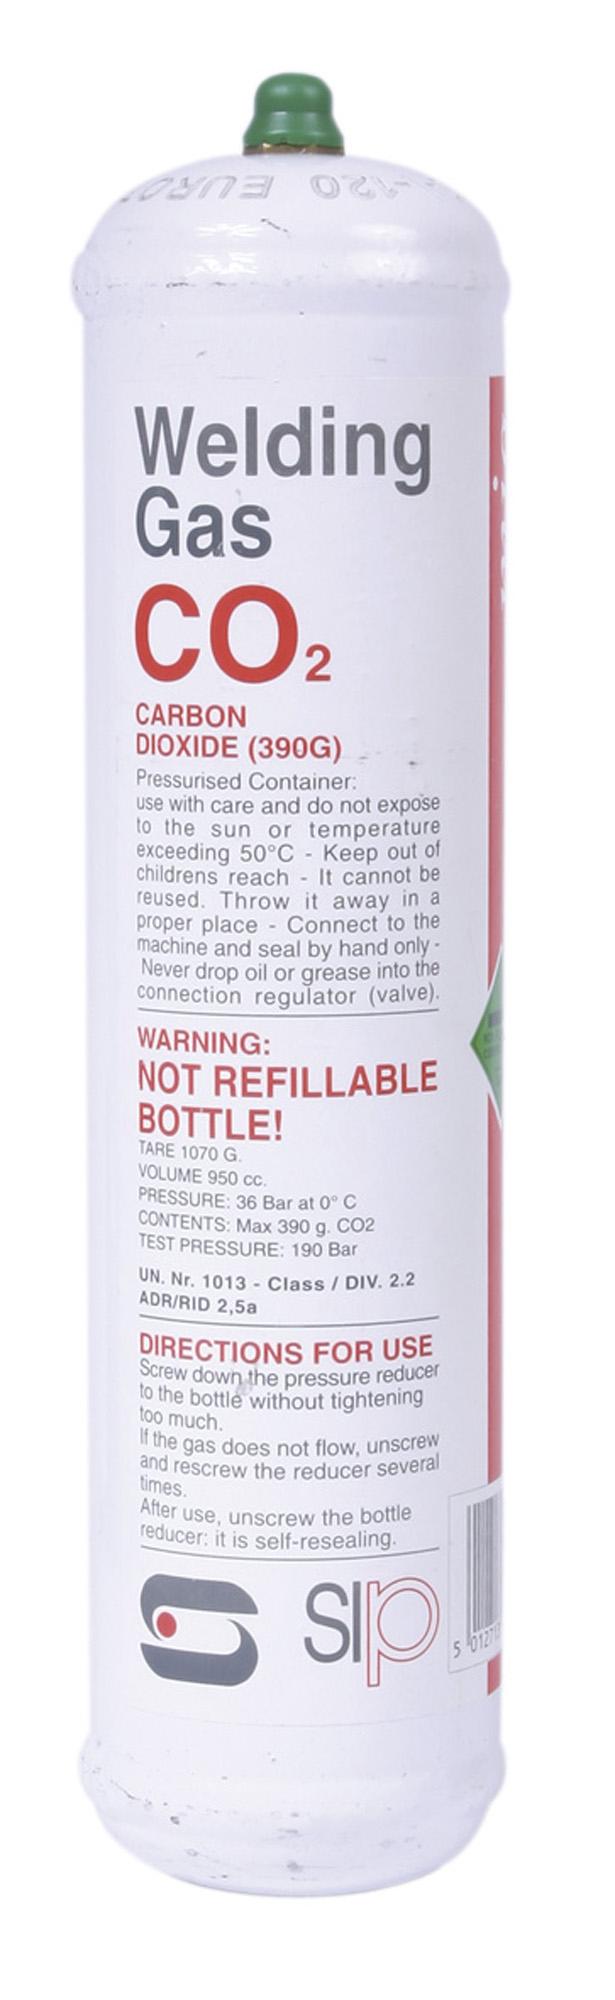 120 EURO
Welding
Gas
CO2
CARBON
DIOXIDE (390G)
Pressurised Container:
use with care and do not expose
to the sun or temperature
exceeding 50°C - Keep out of
childrens reach - It cannot be
reused. Throw it away in a
proper place - Connect to the
machine and seal by hand only -
Never drop oil or grease into the
connection regulator (valve).
WARNING:
NOT REFILLABLE
BOTTLE!
TARE 1070 G.
VOLUME 950 cc.
PRESSURE: 36 Bar at 0° C
CONTENTS: Max 390 g. CO2
TEST PRESSURE: 190 Bar
UN. Nr. 1013 - Class / DIV. 2.2
ADR/RID 2,5a
DIRECTIONS FOR USE
Screw down the pressure reducer
to the bottle without tightening
too much.
If the gas does not flow, unscrew
and rescrew the reducer several
times.
After use, unscrew the bottle
reducer: it is self-resealing.
SIP
5 01271